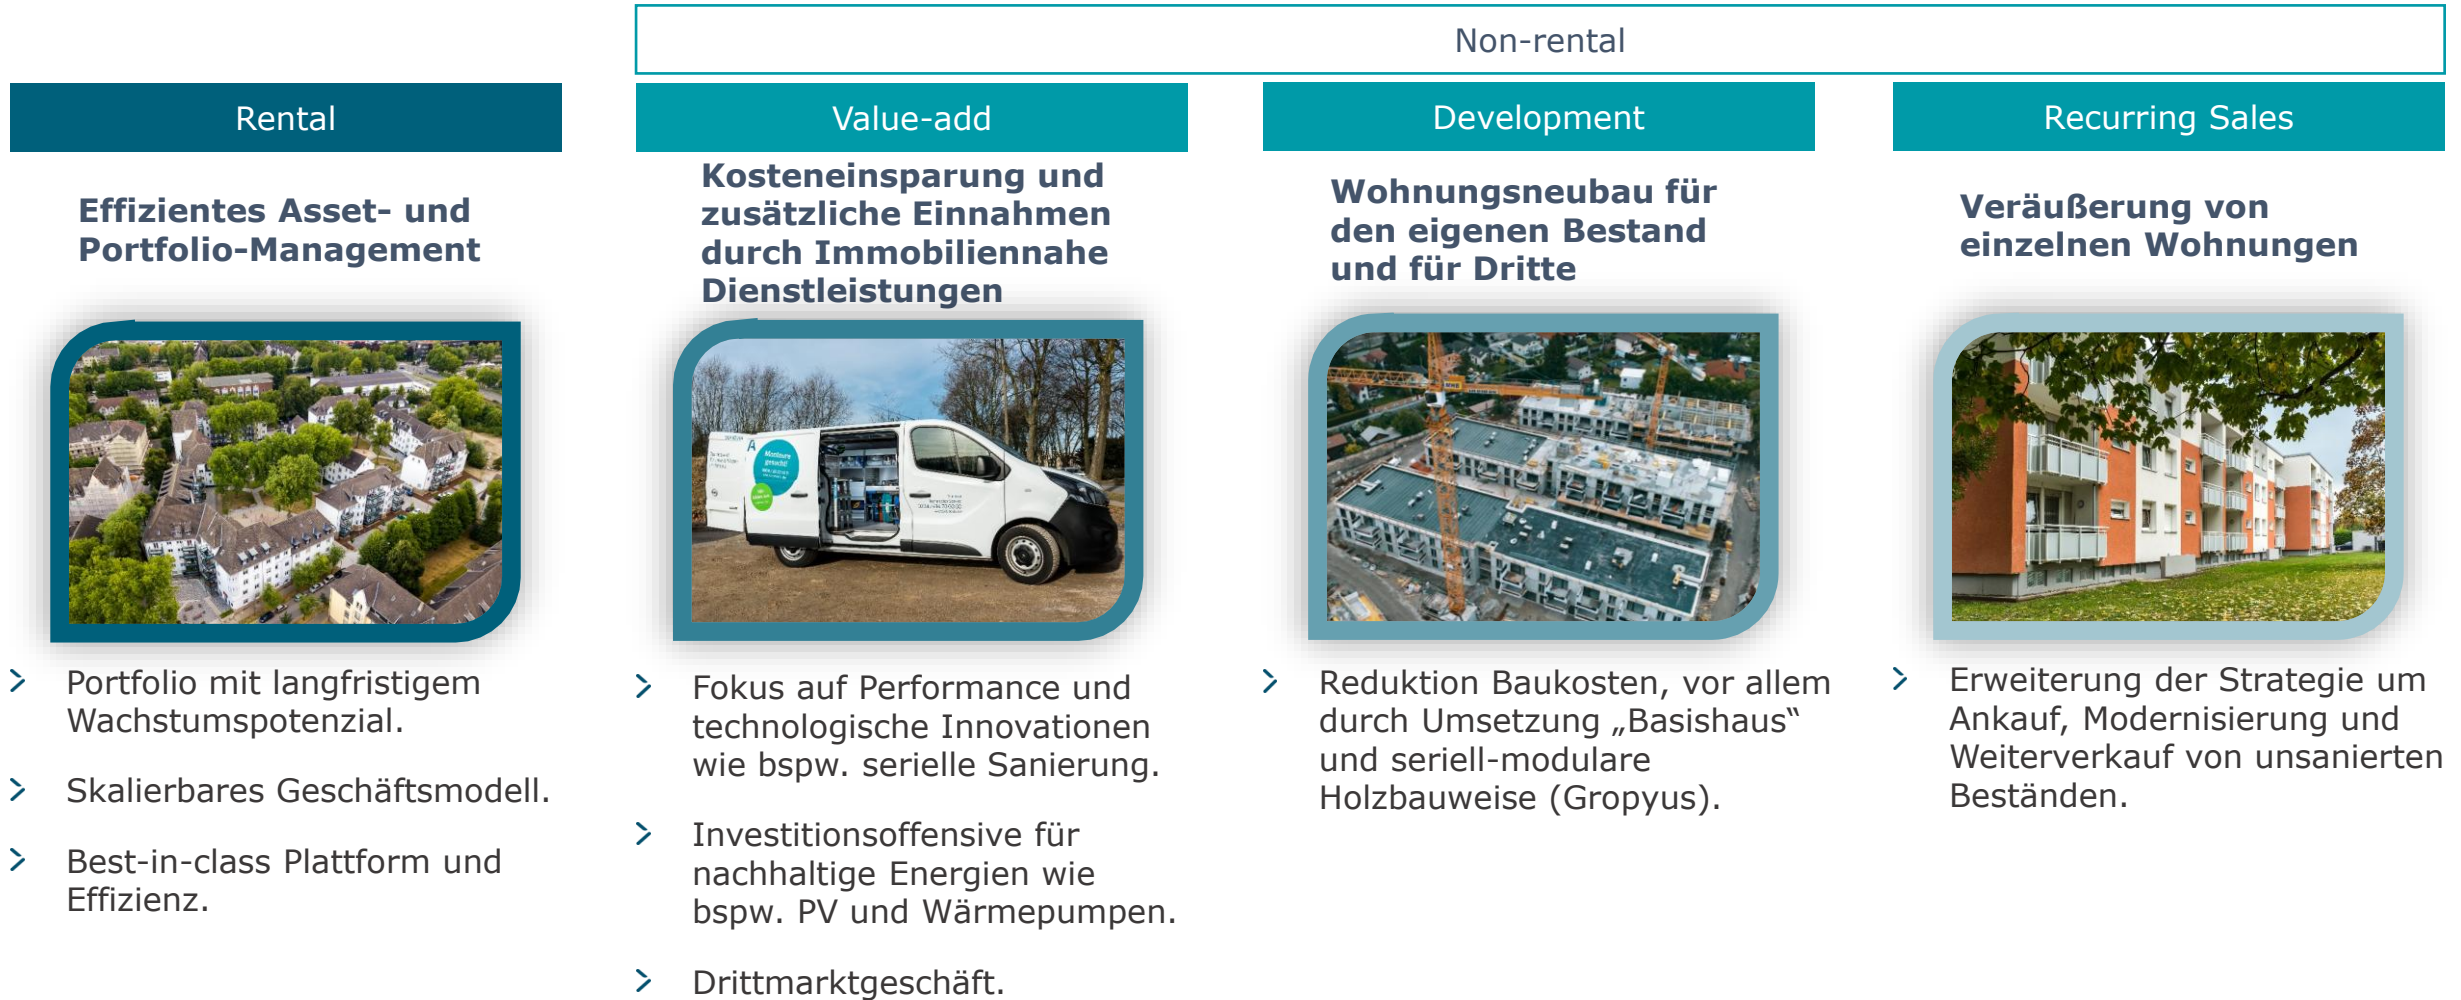 Non-rental
Rental
Effizientes Asset- und
Portfolio-Management
Portfolio mit langfristigem
Wachstumspotenzial.
Skalierbares Geschäftsmodell.
Best-in-class Plattform und
Effizienz.
Value-add
Kosteneinsparung und
zusätzliche Einnahmen
durch Immobiliennahe
Dienstleistungen
Monteure
gesucht!
Fokus auf Performance und
technologische Innovationen
wie bspw. serielle Sanierung.
Investitionsoffensive für
nachhaltige Energien wie
bspw. PV und Wärmepumpen.
Drittmarktgeschäft.
Development
Wohnungsneubau für
den eigenen Bestand
und für Dritte
Reduktion Baukosten, vor allem
durch Umsetzung „Basishaus“
und seriell-modulare
Holzbauweise (Gropyus).
Recurring Sales
Veräußerung von
einzelnen Wohnungen
Erweiterung der Strategie um
Ankauf, Modernisierung und
Weiterverkauf von unsanierten
Beständen.